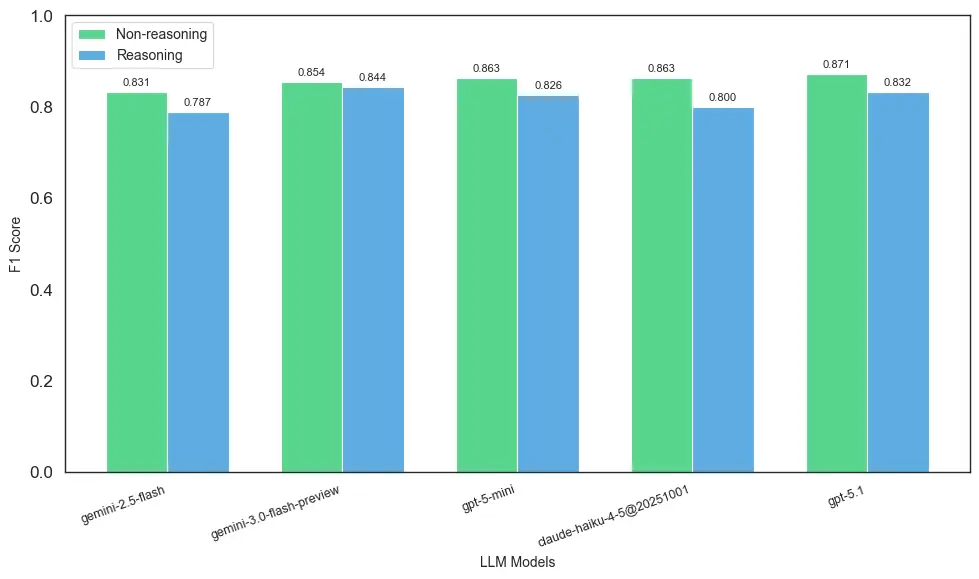 1.0
Non-reasoning
Reasoning
0.831
0.787
0.854
0.844
0.863
0.826
0.863
0.800
0.871
0.832
0.8
0.6
0.4
0.2
0.0
F1 Score
gemini-2.5-flash
gemini-3.0-flash-preview
gpt-5-mini
claude-haiku-4-5@20251001
gpt-5.1
LLM Models